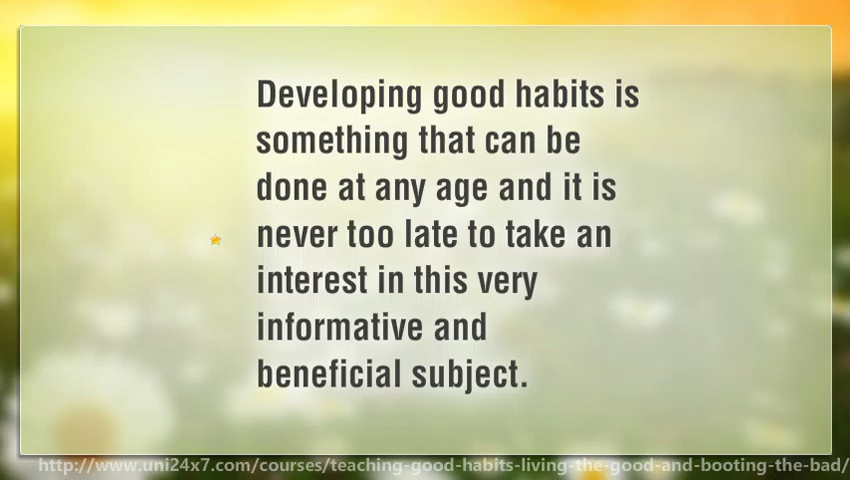 Developing good habits is
something that can be
done at any age and it is
never too late to take an
interest in this very
informative and
beneficial subject.
http://www.uni24x7.com/courses/teaching-good-habits-living-the-good-and-booting-the-bad/